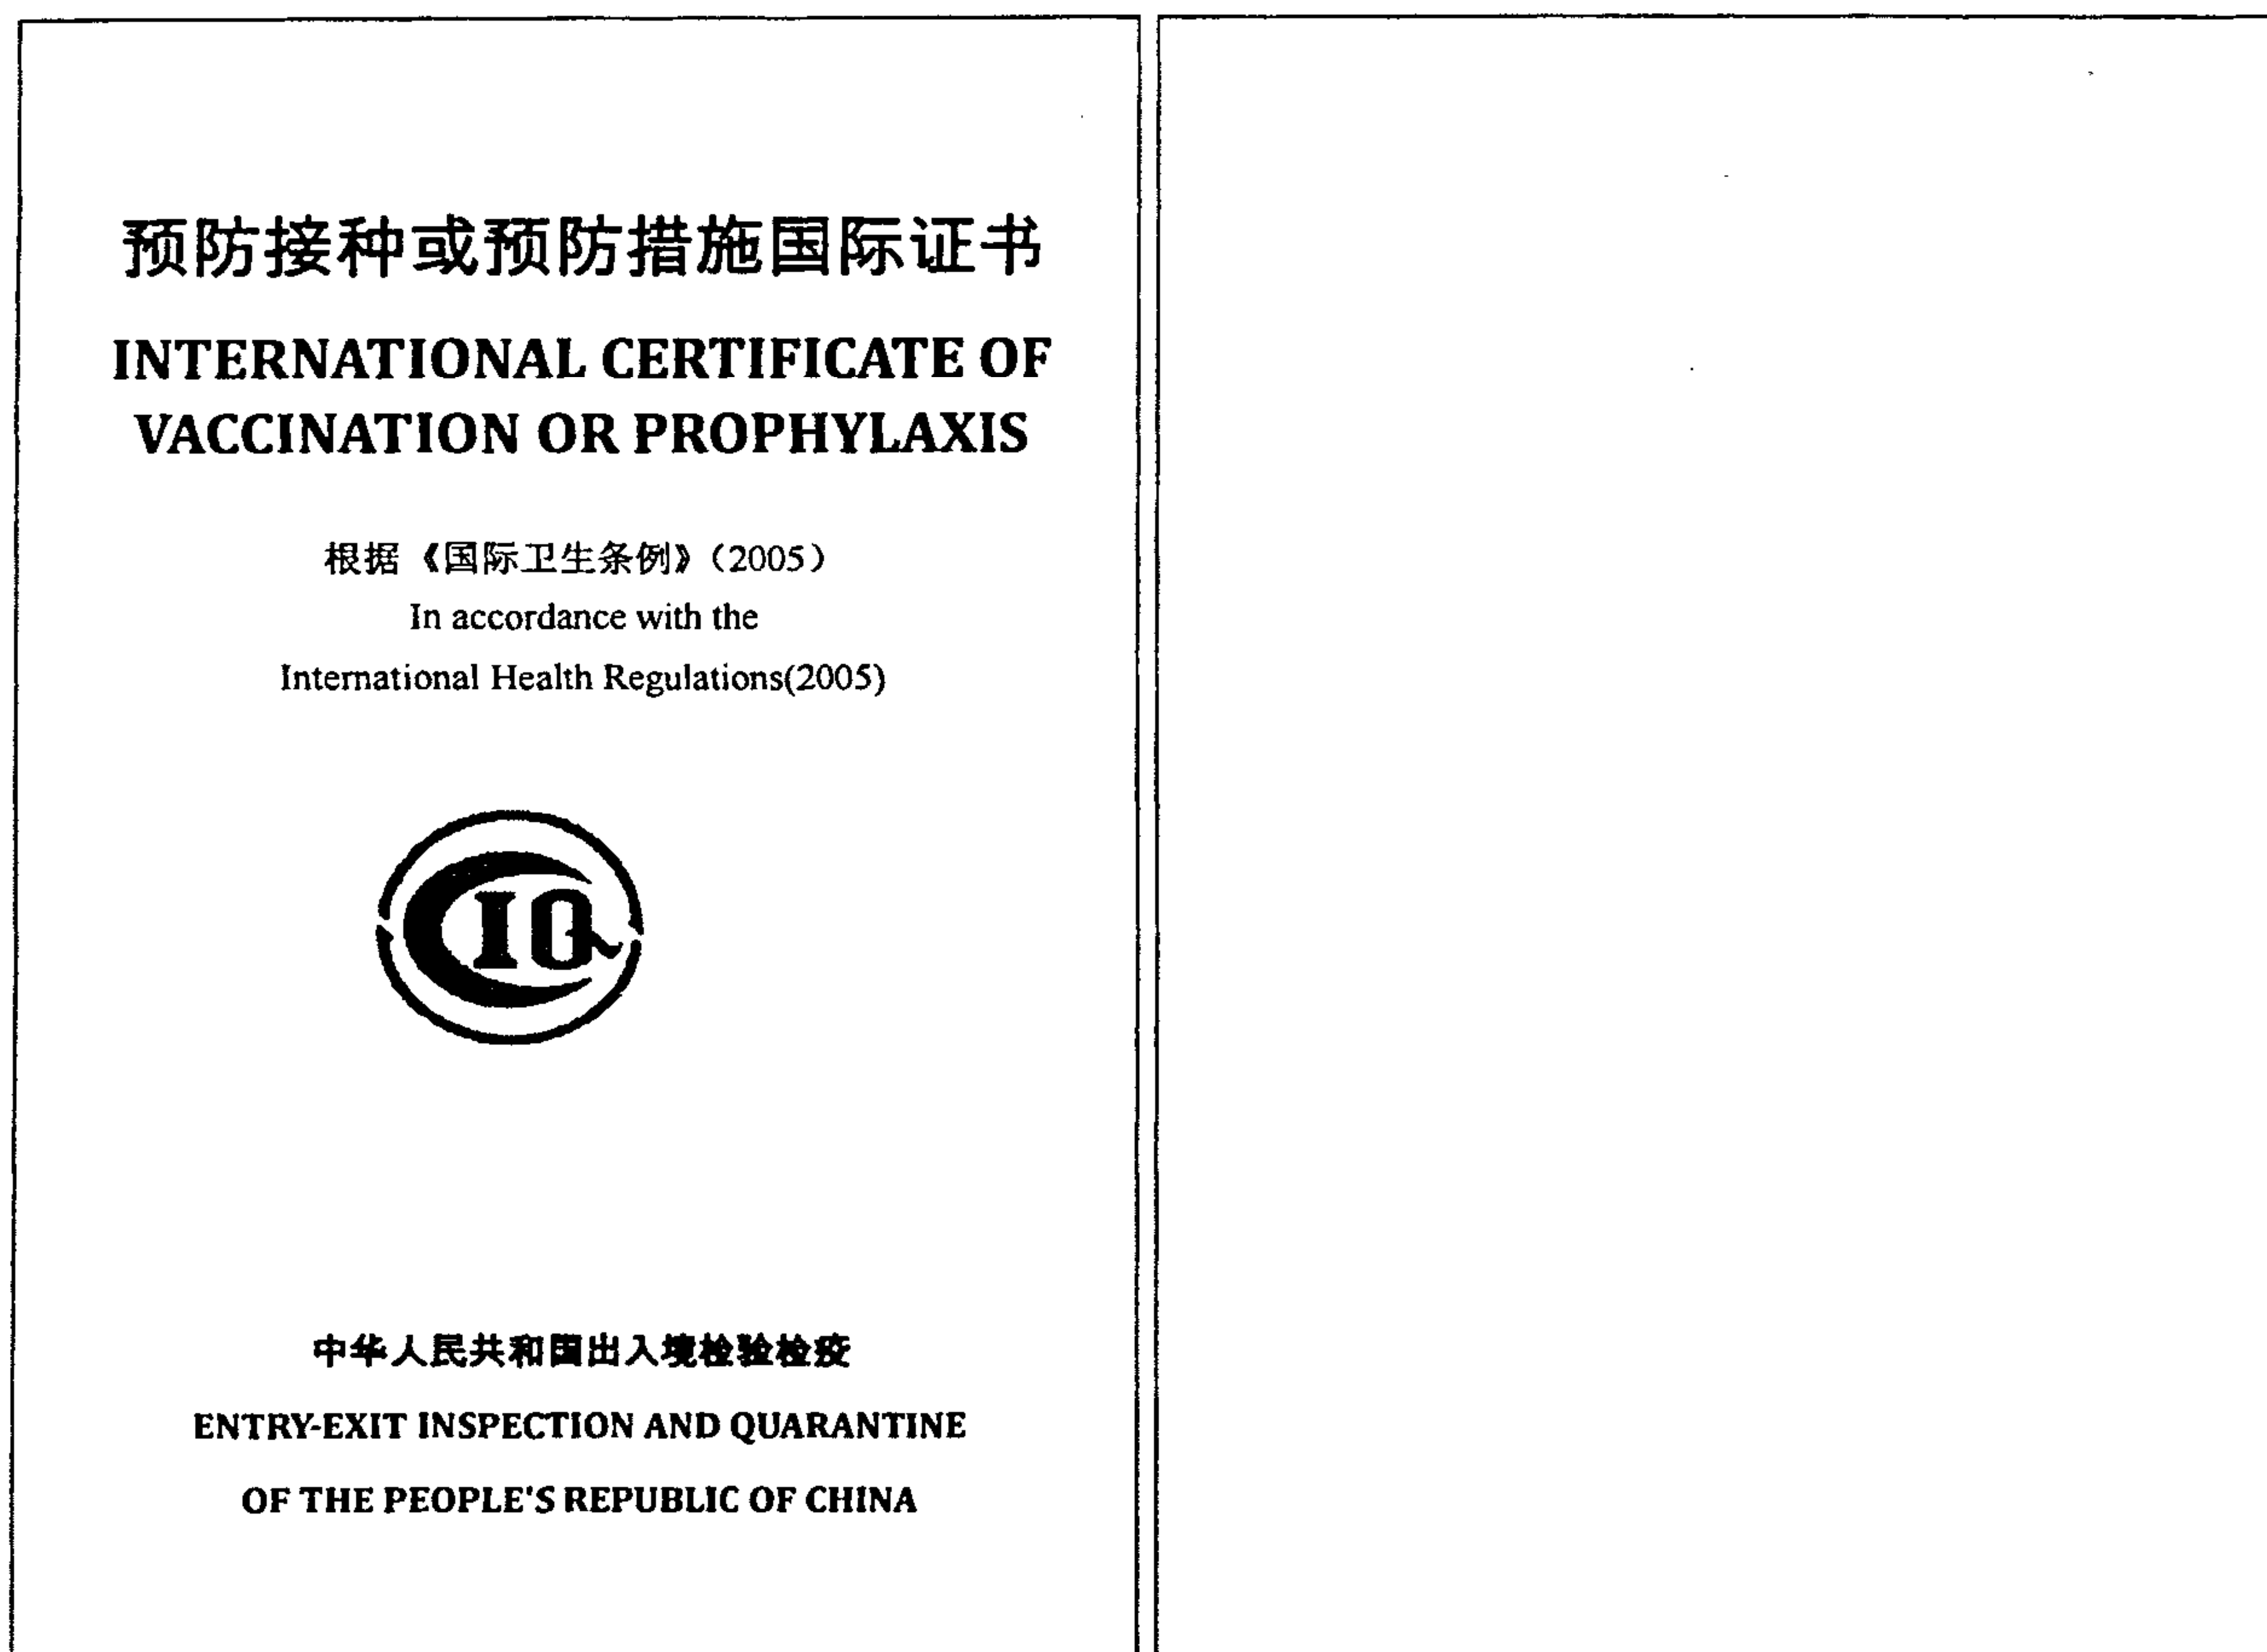 预防接种或预防措施国际证书
INTERNATIONAL CERTIFICATE OF
VACCINATION OR PROPHYLAXIS
根据《国际卫生条例》（2005）
In accordance with the
International Health Regulations(2005)
CIQ
中华人民共和国出入境检验检疫
ENTRY-EXIT INSPECTION AND QUARANTINE
OF THE PEOPLE'S REPUBLIC OF CHINA